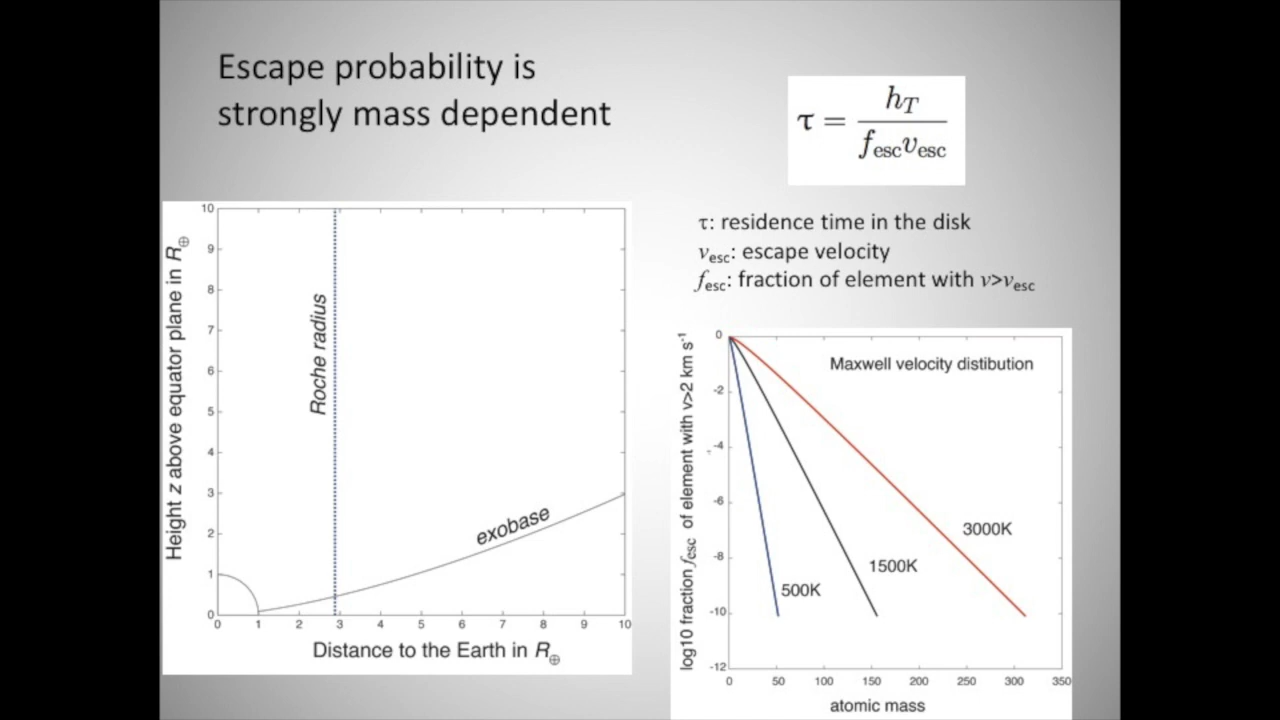 Escape probability is
strongly mass dependent
τ = h_T / f_esc v_esc
τ: residence time in the disk
v_esc: escape velocity
f_esc: fraction of element with v>v_esc
Height z above equator plane in R_⊕
10
9
8
7
6
5
4
3
2
1
0
Roche radius
exobase
0 1 2 3 4 5 6 7 8 9 10
Distance to the Earth in R_⊕
log10 fraction f_esc of element with v>2 km s^-1
0
-2
-4
-6
-8
-10
-12
Maxwell velocity distibution
3000K
1500K
500K
0 50 100 150 200 250 300 350
atomic mass